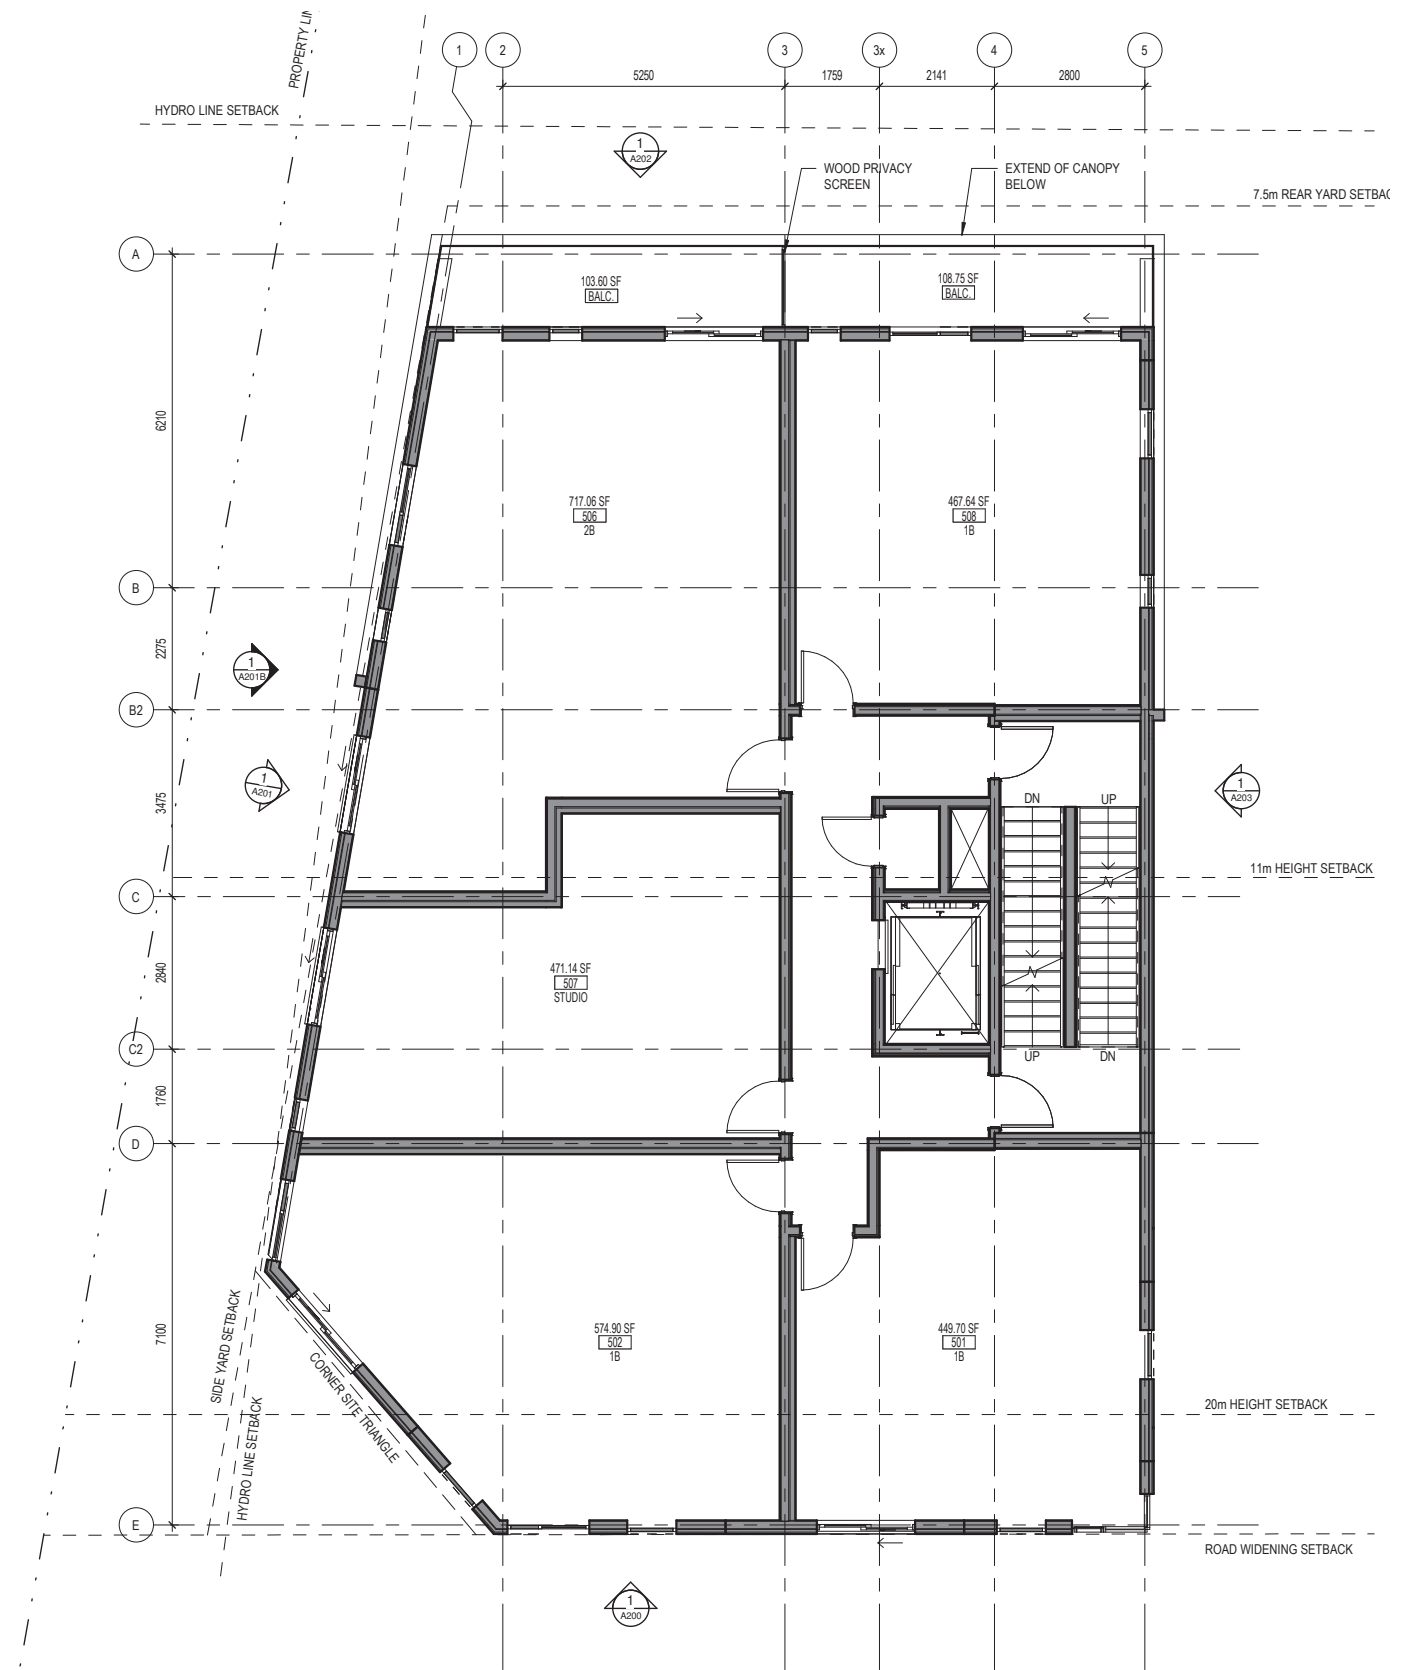 PROPERTY
1
2
3
3x
4
5
5250
1759
2141
2800
HYDRO LINE SETBACK
1
A202
WOOD PRIVACY
SCREEN
EXTEND OF CANOPY
BELOW
7.5m REAR YARD
A
103.60 SF
BALC.
108.75 SF
BALC.
6210
717.06 SF
506
2B
467.64 SF
508
1B
B
2275
1
A201B
B2
1
A201
3475
1
A203
DN
UP
11m HEIGHT SETBACK
C
2840
471.14 SF
507
STUDIO
C2
UP
DN
1760
D
7100
SIDE YARD SETBACK
HYDRO LINE SETBACK
CORNER SITE TRIANGLE
574.90 SF
502
1B
449.70 SF
501
1B
20m HEIGHT SETBACK
E
ROAD WIDENING SETBACK
1
A200